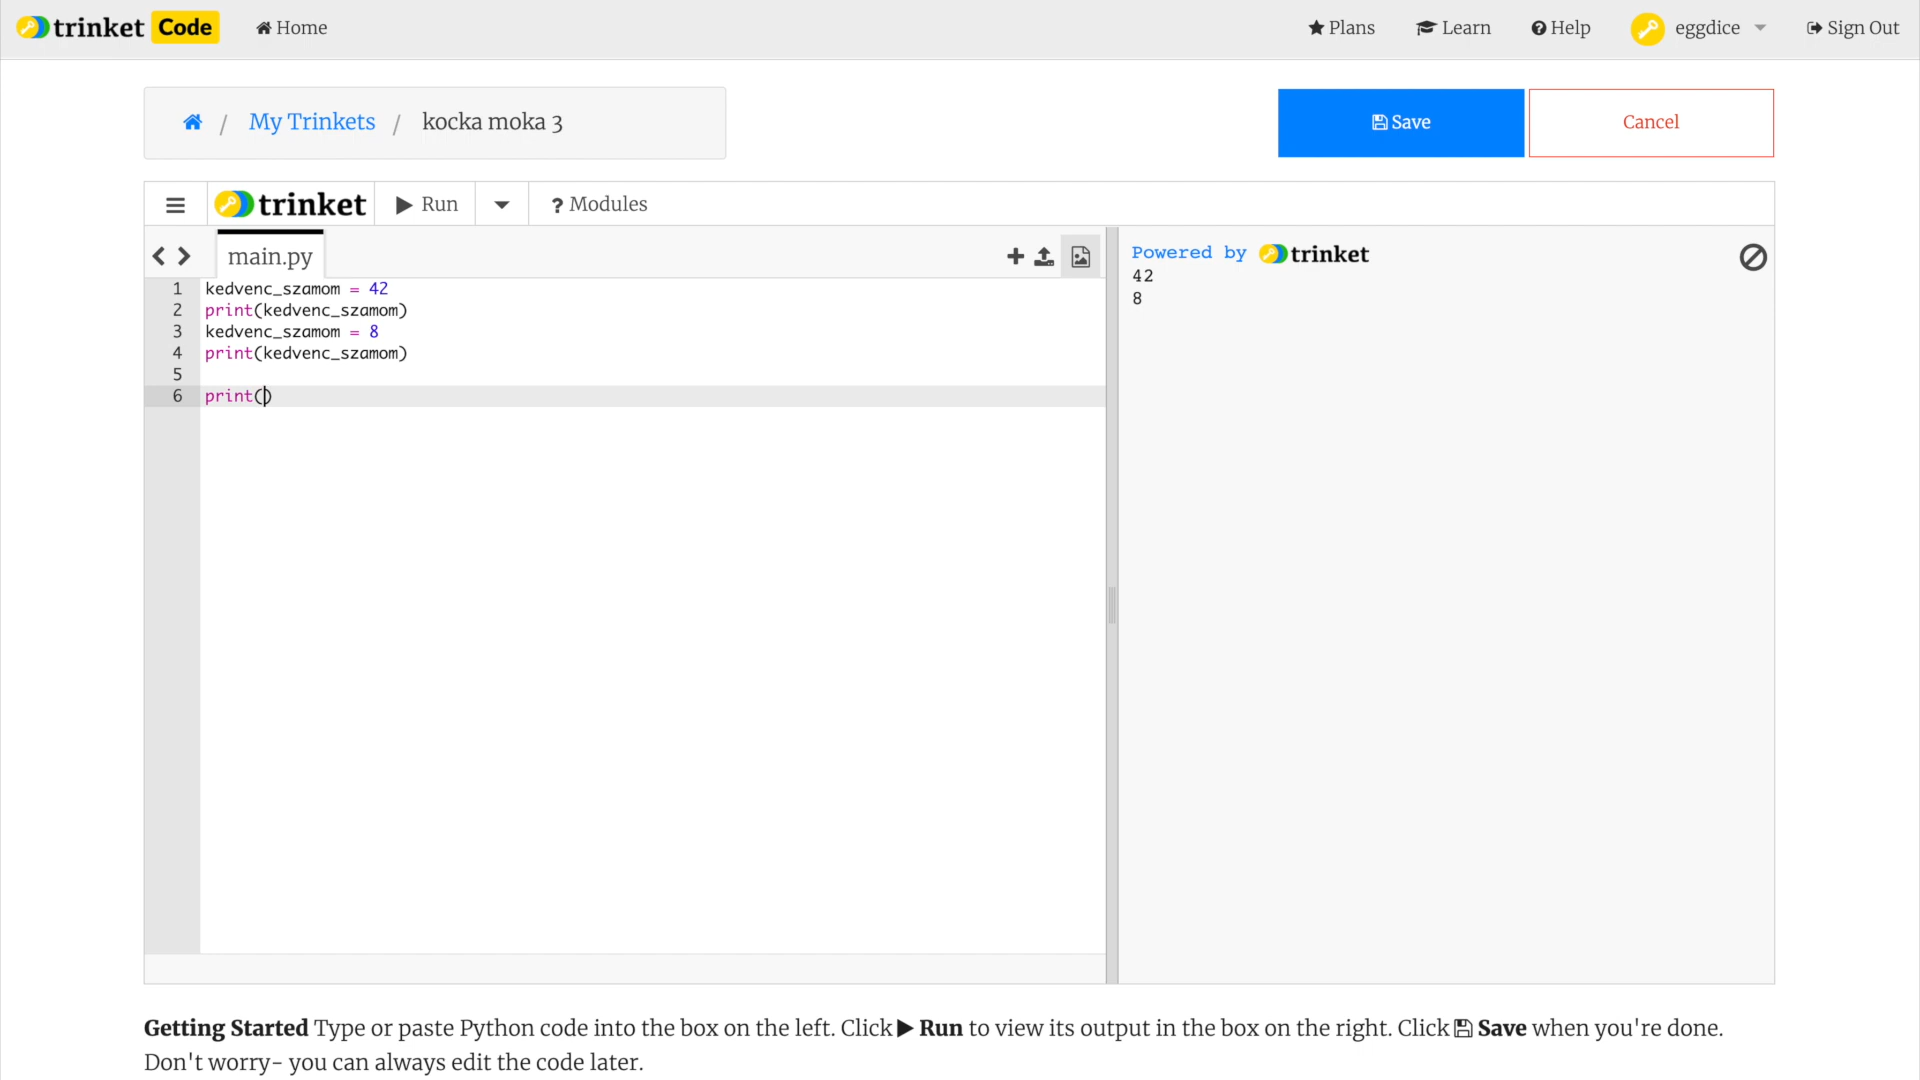 trinket Code Home Plans Learn Help eggdice Sign Out
/ My Trinkets / kocka moka 3 Save Cancel
trinket Run ? Modules
main.py
Powered by trinket
42
8
1 kedvenc_szamom = 42
2 print(kedvenc_szamom)
3 kedvenc_szamom = 8
4 print(kedvenc_szamom)
5
6 print()
Getting Started Type or paste Python code into the box on the left. Click Run to view its output in the box on the right. Click Save when you're done.
Don't worry- you can always edit the code later.